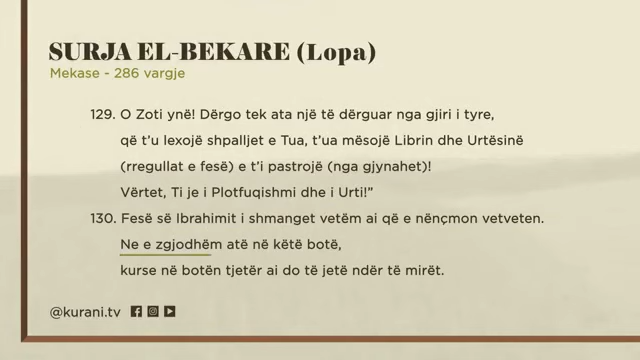 SURJA EL-BEKARE (Lopa)
Mekase - 286 vargje
129. O Zoti ynë! Dërgo tek ata një të dërguar nga gjiri i tyre,
që t'u lexojë shpalljet e Tua, t'ua mësojë Librin dhe Urtësinë
(rregullat e fesë) e t'i pastrojë (nga gjynahet)!
Vërtet, Ti je i Plotfuqishmi dhe i Urti!”
130. Fesë së Ibrahimit i shmanget vetëm ai që e nënçmon vetveten.
Ne e zgjodhëm atë në këtë botë,
kurse në botën tjetër ai do të jetë ndër të mirët.
@kurani.tv